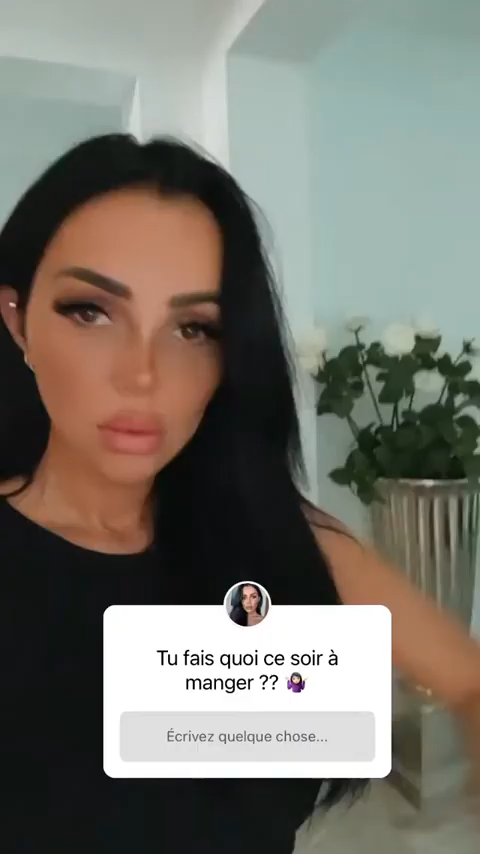 Tu fais quoi ce soir à
manger ?? 🤷🏻‍♀️
Écrivez quelque chose...